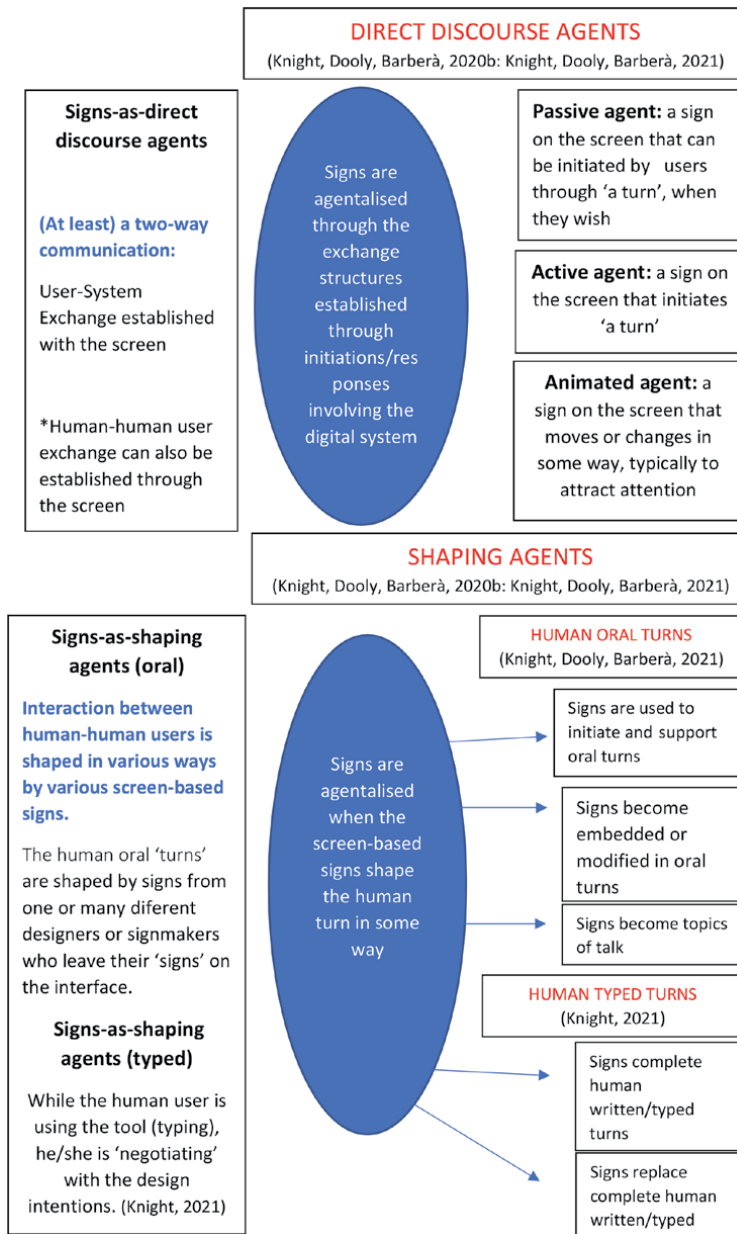 DIRECT DISCOURSE AGENTS
(Knight, Dooly, Barberà, 2020b: Knight, Dooly, Barberà, 2021)
Signs-as-direct
discourse agents
(At least) a two-way
communication:
User-System
Exchange established
with the screen
*Human-human user
exchange can also be
established through
the screen
Signs are
agentalised
through the
exchange
structures
established
through
initiations/res
ponses
involving the
digital system
Passive agent: a sign
on the screen that can
be initiated by users
through ‘a turn’, when
they wish
Active agent: a sign on
the screen that initiates
‘a turn’
Animated agent: a
sign on the screen that
moves or changes in
some way, typically to
attract attention
SHAPING AGENTS
(Knight, Dooly, Barberà, 2020b: Knight, Dooly, Barberà, 2021)
Signs-as-shaping
agents (oral)
Interaction between
human-human users is
shaped in various ways
by various screen-based
signs.
The human oral ‘turns’
are shaped by signs from
one or many diferent
designers or signmakers
who leave their ‘signs’ on
the interface.
Signs-as-shaping
agents (typed)
While the human user is
using the tool (typing),
he/she is ‘negotiating’
with the design
intentions. (Knight, 2021)
Signs are
agentalised
when the
screen-based
signs shape
the human
turn in some
way
HUMAN ORAL TURNS
(Knight, Dooly, Barberà, 2021)
Signs are used to
initiate and support
oral turns
Signs become
embedded or
modified in oral
turns
Signs become topics
of talk
HUMAN TYPED TURNS
(Knight, 2021)
Signs complete
human
written/typed
turns
Signs replace
complete human
written/typed